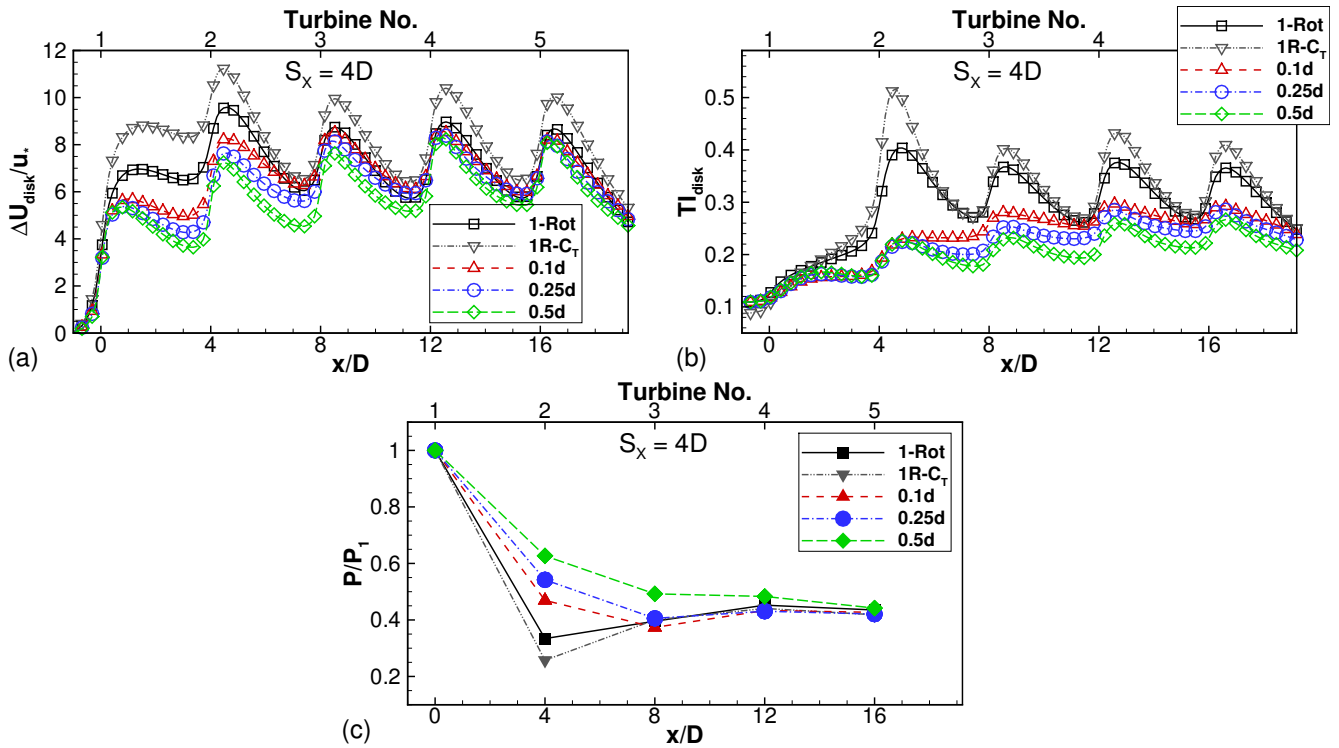 Turbine No.
1 2 3 4 5
S_X = 4D
ΔU_disk/u_*
12
10
8
6
4
2
0
1-Rot
1R-C_T
0.1d
0.25d
0.5d
0 4 8 12 16
(a)
x/D
Turbine No.
1 2 3 4
1-Rot
1R-C_T
0.1d
0.25d
0.5d
S_X = 4D
TI_disk
0.5
0.4
0.3
0.2
0.1
0 4 8 12 16
(b)
x/D
Turbine No.
1 2 3 4 5
S_X = 4D
1-Rot
1R-C_T
0.1d
0.25d
0.5d
P/P_1
1
0.8
0.6
0.4
0.2
0 4 8 12 16
(c)
x/D